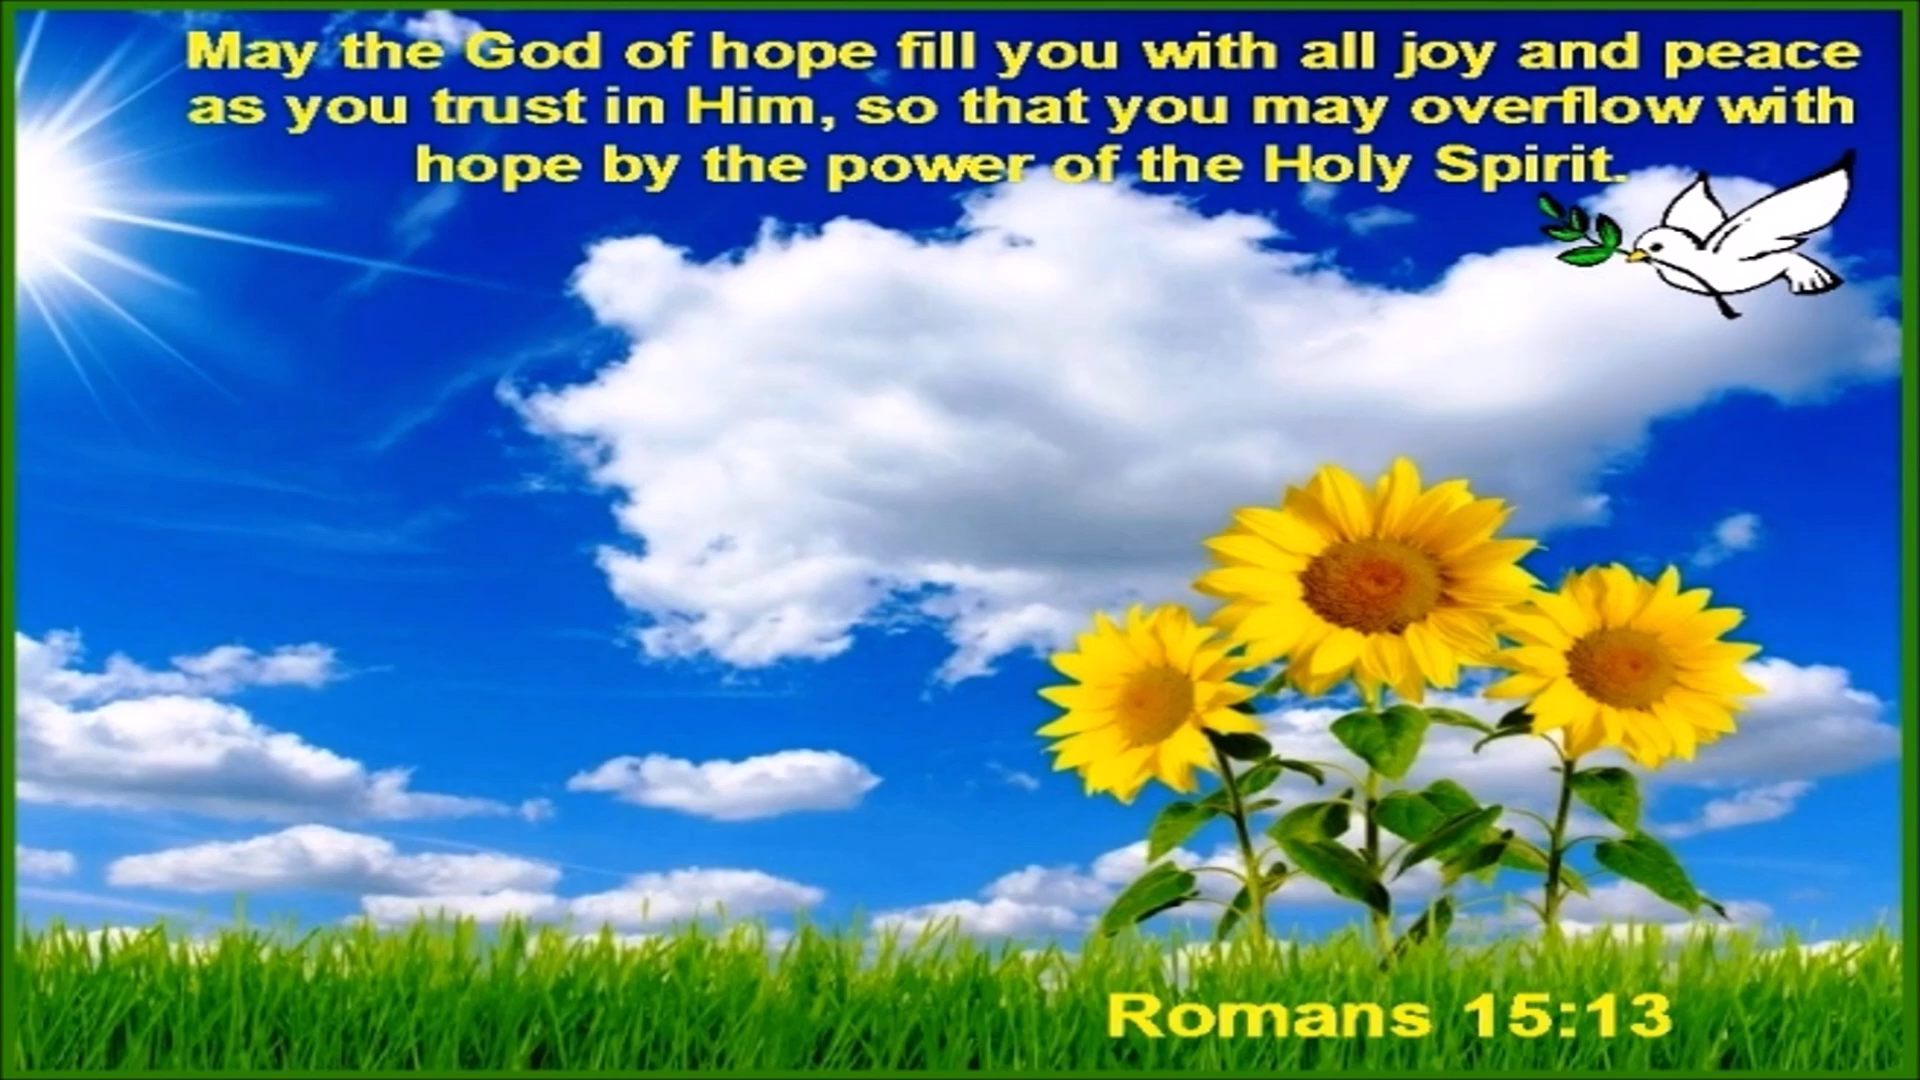 May the God of hope fill you with all joy and peace
as you trust in Him, so that you may overflow with
hope by the power of the Holy Spirit.
Romans 15:13